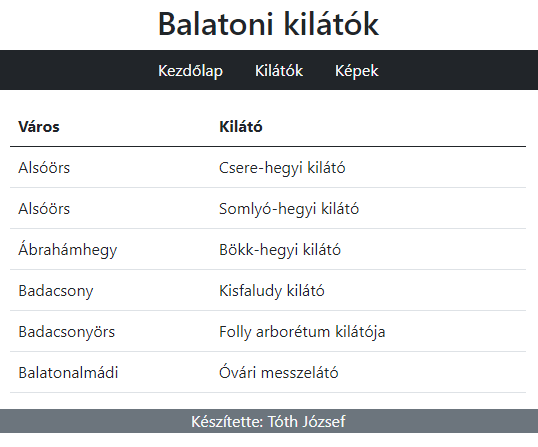 Balatoni kilátók
Kezdőlap Kilátók Képek
Város Kilátó
Alsóörs Csere-hegyi kilátó
Alsóörs Somlyó-hegyi kilátó
Ábrahámhegy Bökk-hegyi kilátó
Badacsony Kisfaludy kilátó
Badacsonyörs Folly arborétum kilátója
Balatonalmádi Óvári messzelátó
Készítette: Tóth József